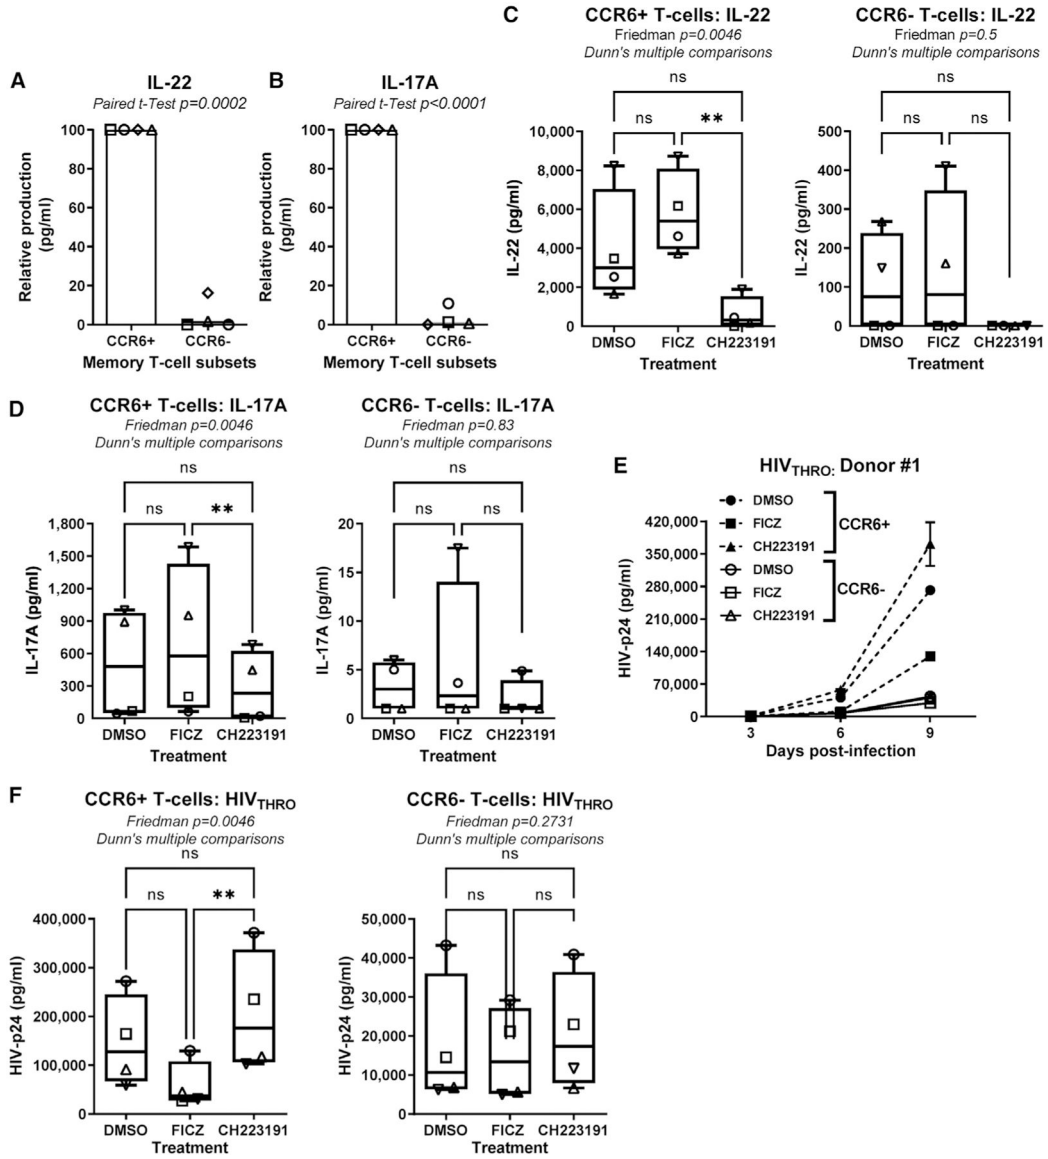 A
IL-22
Paired t-Test p=0.0002
Relative production
(pg/ml)
100
80
60
40
20
0
CCR6+
CCR6-
Memory T-cell subsets
B
IL-17A
Paired t-Test p<0.0001
Relative production
(pg/ml)
100
80
60
40
20
0
CCR6+
CCR6-
Memory T-cell subsets
C
CCR6+ T-cells: IL-22
Friedman p=0.0046
Dunn's multiple comparisons
ns
ns
**
IL-22 (pg/ml)
10,000
8,000
6,000
4,000
2,000
0
DMSO
FICZ
CH223191
Treatment
CCR6- T-cells: IL-22
Friedman p=0.5
Dunn's multiple comparisons
ns
ns
ns
IL-22 (pg/ml)
500
400
300
200
100
0
DMSO
FICZ
CH223191
Treatment
D
CCR6+ T-cells: IL-17A
Friedman p=0.0046
Dunn's multiple comparisons
ns
ns
**
IL-17A (pg/ml)
1,800
1,500
1,200
900
600
300
0
DMSO
FICZ
CH223191
Treatment
CCR6- T-cells: IL-17A
Friedman p=0.83
Dunn's multiple comparisons
ns
ns
ns
IL-17A (pg/ml)
20
15
10
5
0
DMSO
FICZ
CH223191
Treatment
E
HIVTHRO: Donor #1
DMSO
FICZ
CH223191
CCR6+
DMSO
FICZ
CH223191
CCR6-
HIV-p24 (pg/ml)
420,000
350,000
280,000
210,000
140,000
70,000
0
3
6
9
Days post-infection
F
CCR6+ T-cells: HIVTHRO
Friedman p=0.0046
Dunn's multiple comparisons
ns
ns
**
HIV-p24 (pg/ml)
400,000
300,000
200,000
100,000
0
DMSO
FICZ
CH223191
Treatment
CCR6- T-cells: HIVTHRO
Friedman p=0.2731
Dunn's multiple comparisons
ns
ns
ns
HIV-p24 (pg/ml)
50,000
40,000
30,000
20,000
10,000
0
DMSO
FICZ
CH223191
Treatment